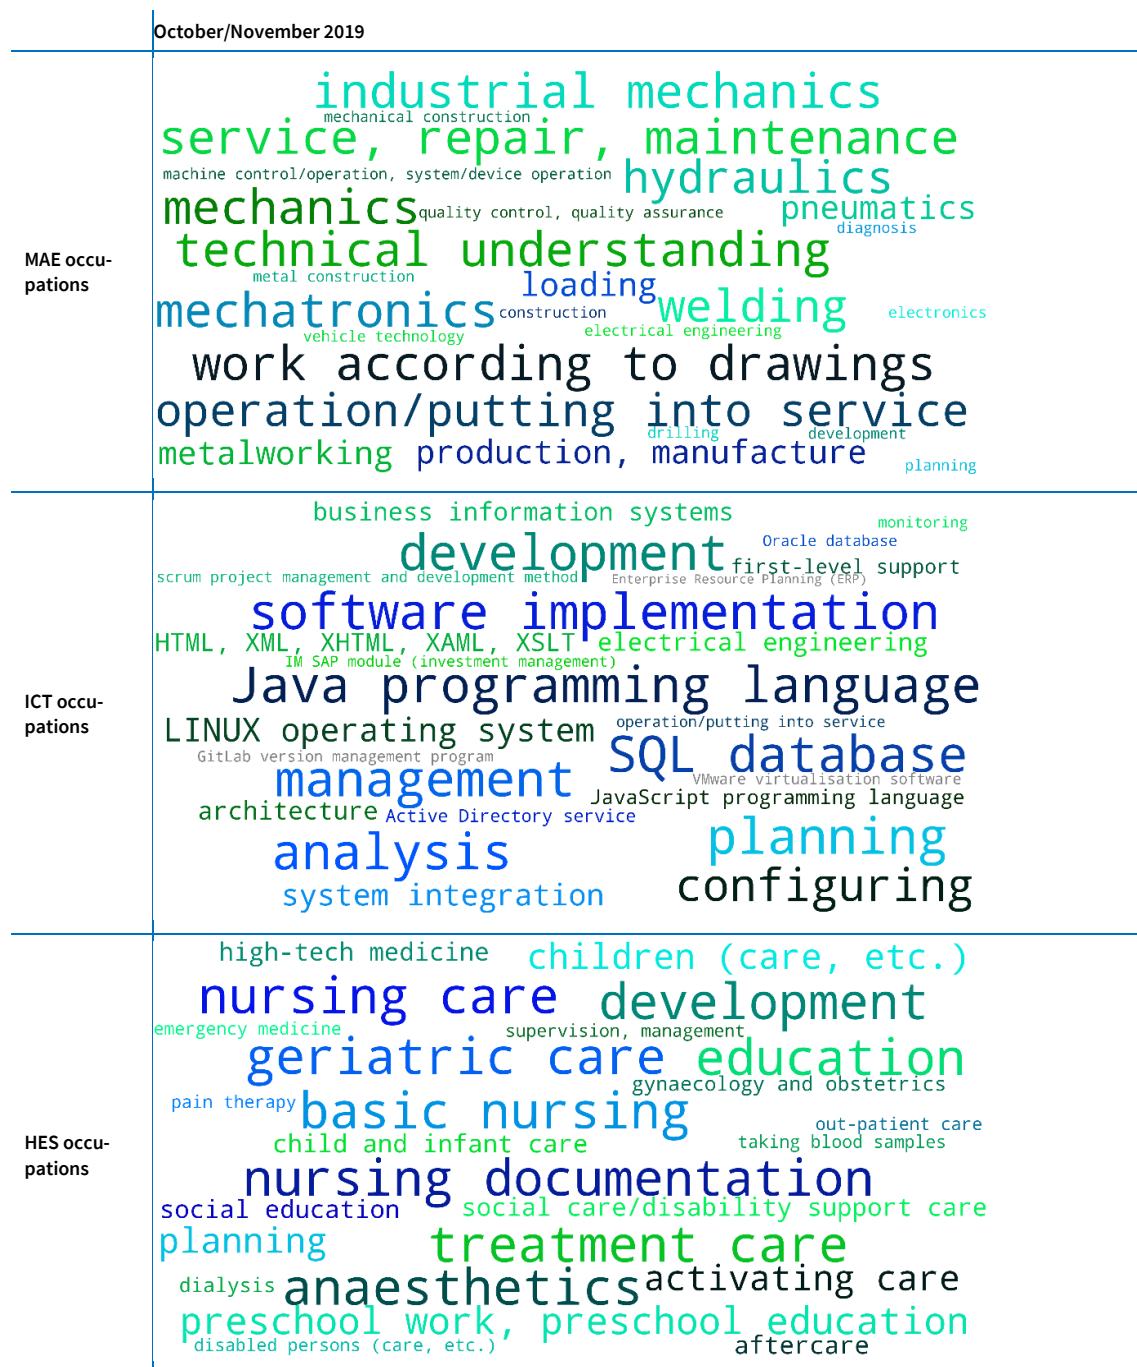 October/November 2019
MAE occu-
pations
industrial mechanics
mechanical construction
service, repair, maintenance
machine control/operation, system/device operation
hydraulics
mechanics
quality control, quality assurance
pneumatics
diagnosis
technical understanding
metal construction
loading
mechatronics
construction
welding
electronics
vehicle technology
electrical engineering
work according to drawings
operation/putting into service
drilling
development
metalworking
production, manufacture
planning
ICT occu-
pations
business information systems
monitoring
development
Oracle database
first-level support
scrum project management and development method
Enterprise Resource Planning (ERP)
software implementation
HTML, XML, XHTML, XAML, XSLT
electrical engineering
IM SAP module (investment management)
Java programming language
LINUX operating system
operation/putting into service
SQL database
GitLab version management program
management
VMware virtualisation software
JavaScript programming language
architecture
Active Directory service
planning
analysis
configuring
system integration
HES occu-
pations
high-tech medicine
children (care, etc.)
nursing care
development
emergency medicine
supervision, management
geriatric care
education
gynaecology and obstetrics
pain therapy
basic nursing
out-patient care
child and infant care
taking blood samples
nursing documentation
social education
social care/disability support care
planning
treatment care
dialysis
anaesthetics
activating care
preschool work, preschool education
disabled persons (care, etc.)
aftercare